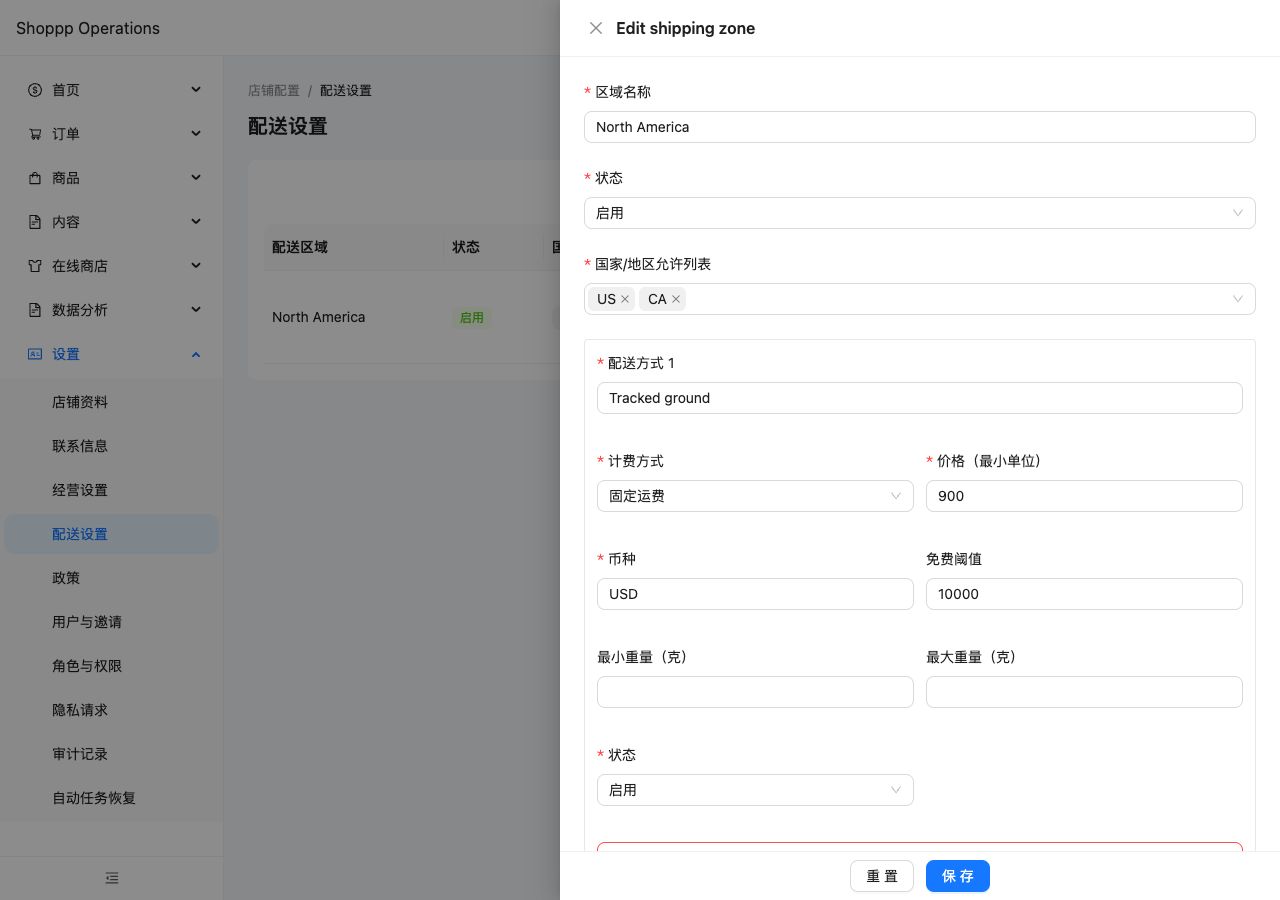 Shoppp Operations
首页
订单
商品
内容
在线商店
数据分析
设置
店铺资料
联系信息
经营设置
配送设置
政策
用户与邀请
角色与权限
隐私请求
审计记录
自动任务恢复
店铺配置 / 配送设置
配送设置
配送区域 状态
North America 启用
Edit shipping zone
* 区域名称
North America
* 状态
启用
* 国家/地区允许列表
US CA
* 配送方式 1
Tracked ground
* 计费方式 * 价格（最小单位）
固定运费 900
* 币种 免费阈值
USD 10000
最小重量（克） 最大重量（克）
* 状态
启用
重 置 保 存